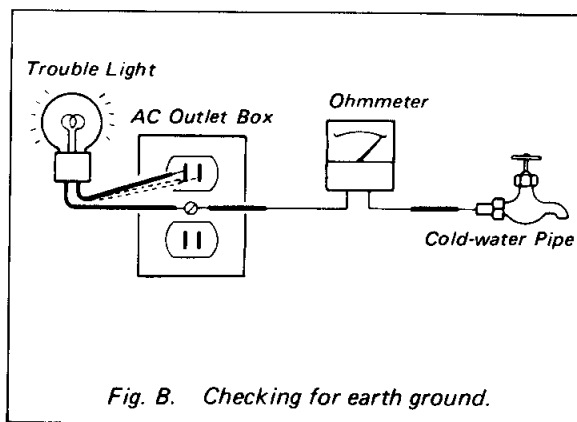 Trouble Light
AC Outlet Box
Ohmmeter
Cold-water Pipe
Fig. B. Checking for earth ground.